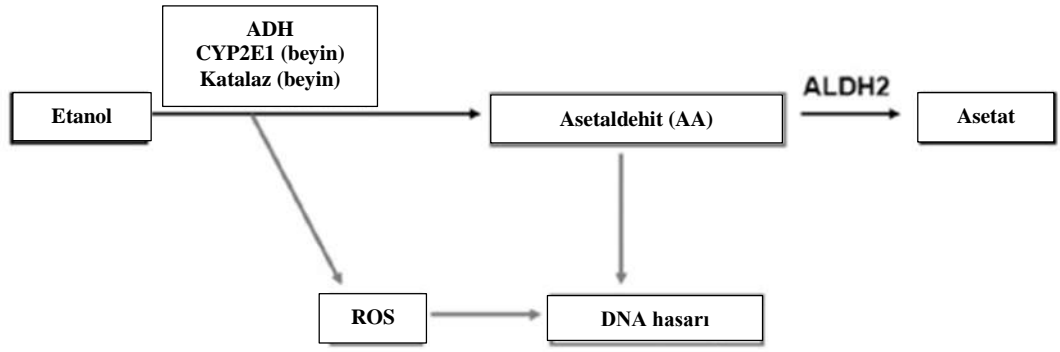 ADH
CYP2E1 (beyin)
Katalaz (beyin)
Etanol
Asetaldehit (AA)
ALDH2
Asetat
ROS
DNA hasarı